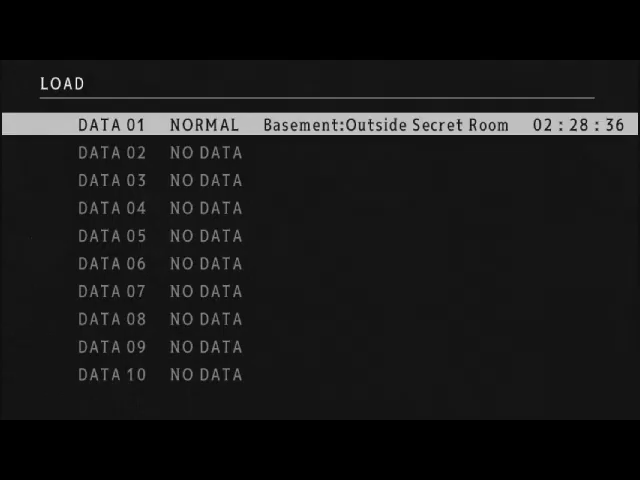 LOAD
DATA 01 NORMAL Basement:Outside Secret Room 02:28:36
DATA 02 NO DATA
DATA 03 NO DATA
DATA 04 NO DATA
DATA 05 NO DATA
DATA 06 NO DATA
DATA 07 NO DATA
DATA 08 NO DATA
DATA 09 NO DATA
DATA 10 NO DATA